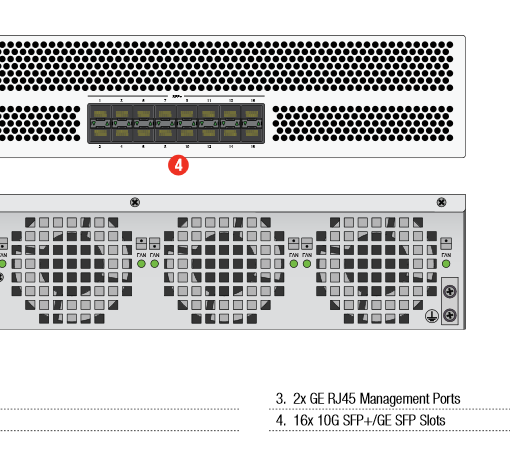 SFP+
1 3 5 7 9 11 13 15
2 4 6 8 10 12 14 16
4
FAN FAN FAN FAN FAN FAN
3. 2x GE RJ45 Management Ports
4. 16x 10G SFP+/GE SFP Slots